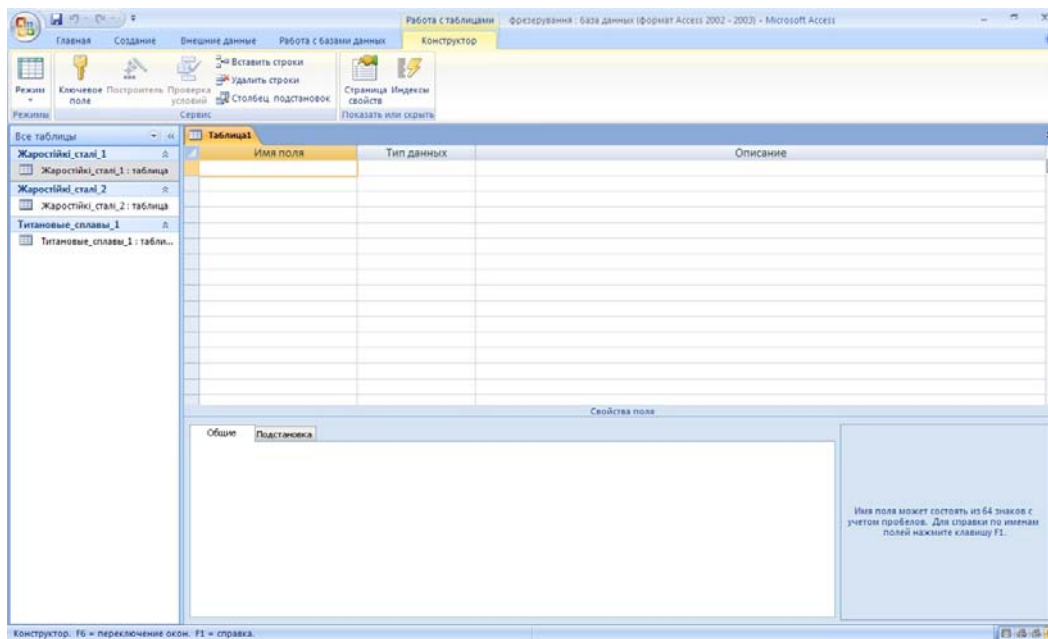 Работа с таблицами фрезерування : база данных (формат Access 2002 - 2003) - Microsoft Access
Главная Создание Внешние данные Работа с базами данных Конструктор
Режим
Ключевое поле
Построитель
Проверка условий
Вставить строки
Удалить строки
Столбец подстановок
Страница свойств
Индексы
Режимы Сервис Показать или скрыть
Все таблицы
Жаростійкі_сталі_1
Жаростійкі_сталі_1 : таблица
Жаростійкі_сталі_2
Жаростійкі_сталі_2 : таблица
Титановые_сплавы_1
Титановые_сплавы_1 : табли...
Таблица1
Имя поля Тип данных Описание
Свойства поля
Общие Подстановка
Имя поля может состоять из 64 знаков с
учетом пробелов. Для справки по именам
полей нажмите клавишу F1.
Конструктор. F6 = переключение окон. F1 = справка.